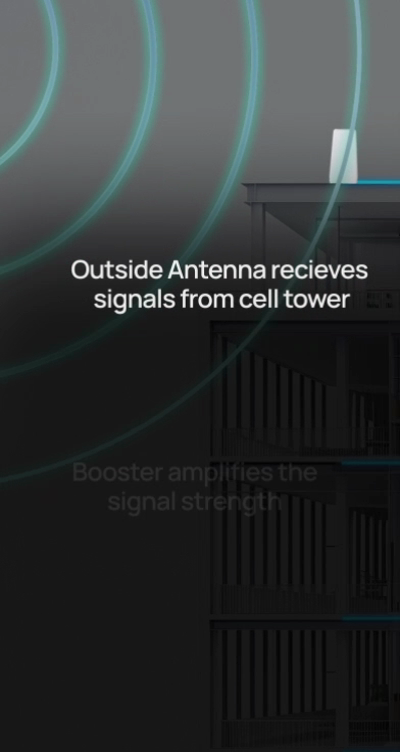 Outside Antenna recieves
signals from cell tower
Booster amplifies the
signal strength